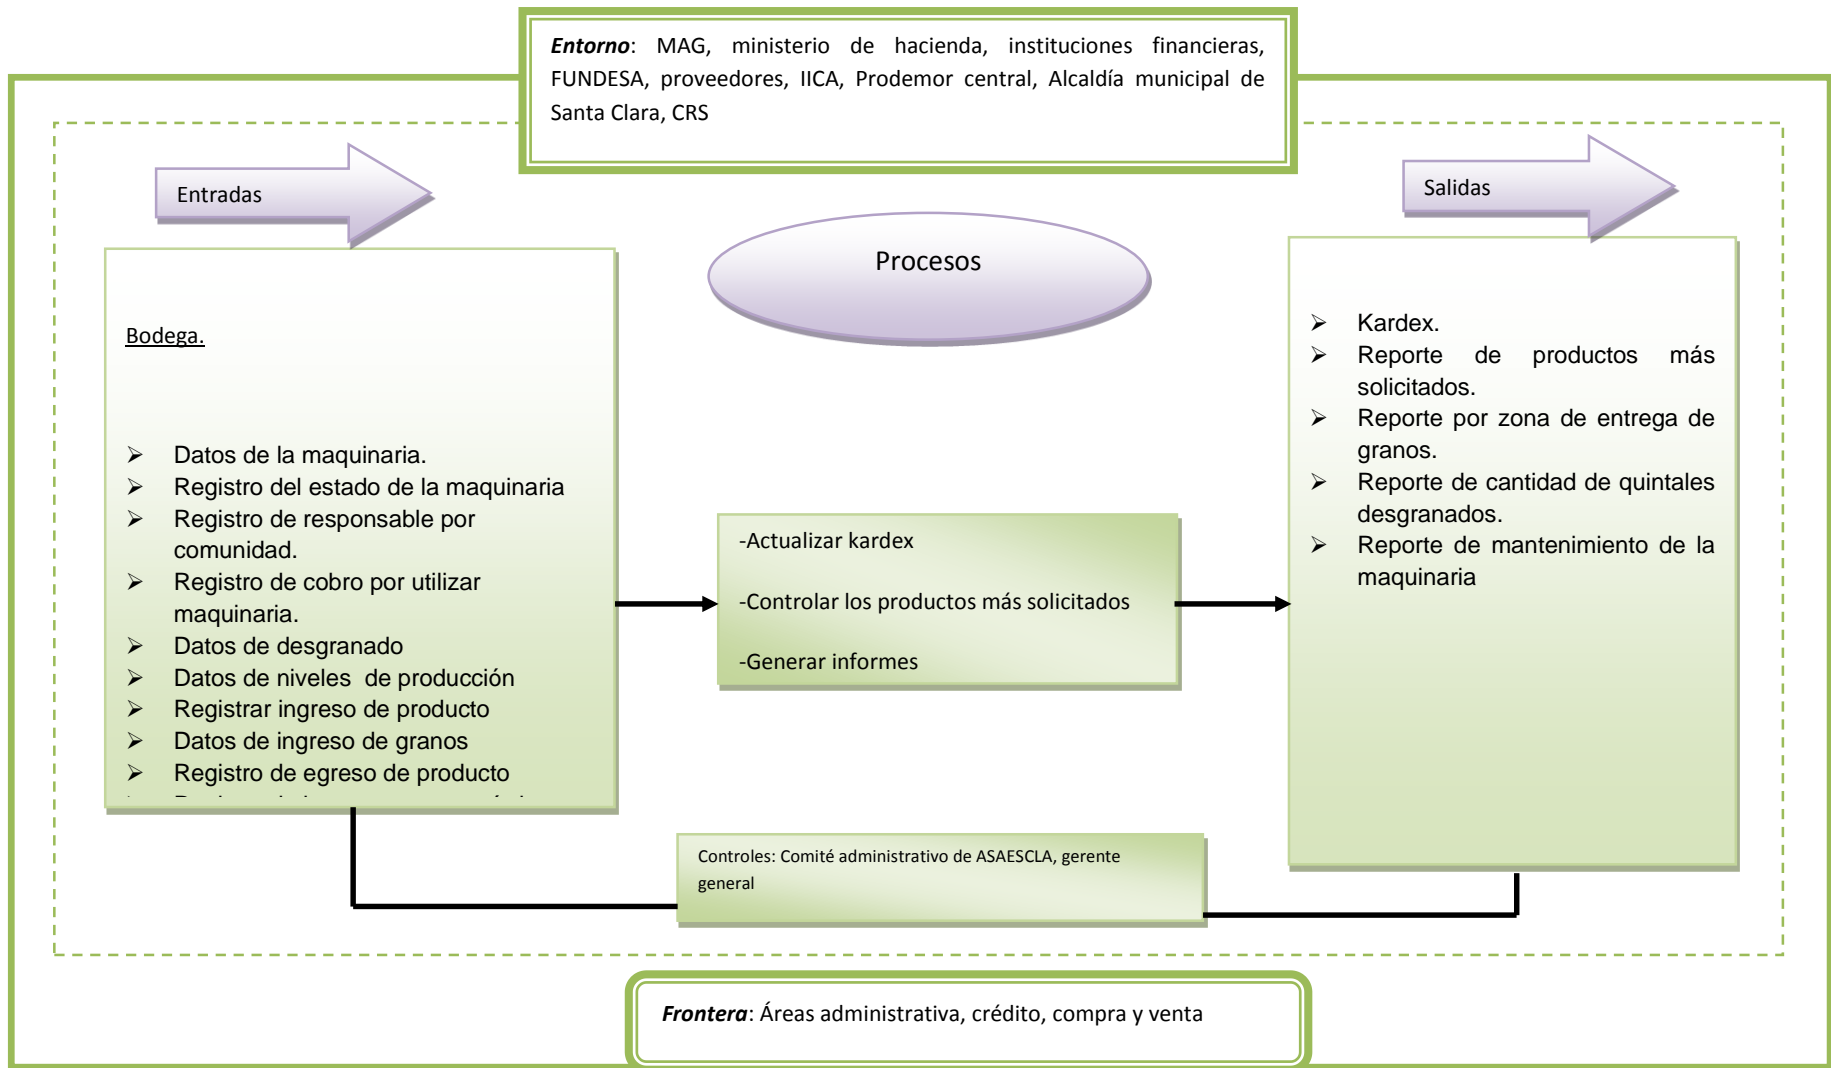 Entorno: MAG, ministerio de hacienda, instituciones financieras,
FUNDESA, proveedores, IICA, Prodemor central, Alcaldía municipal de
Santa Clara, CRS
Entradas
Salidas
Procesos
Bodega.
➢ Datos de la maquinaria.
➢ Registro del estado de la maquinaria
➢ Registro de responsable por
comunidad.
➢ Registro de cobro por utilizar
maquinaria.
➢ Datos de desgranado
➢ Datos de niveles de producción
➢ Registrar ingreso de producto
➢ Datos de ingreso de granos
➢ Registro de egreso de producto
-Actualizar kardex
-Controlar los productos más solicitados
-Generar informes
➢ Kardex.
➢ Reporte de productos más
solicitados.
➢ Reporte por zona de entrega de
granos.
➢ Reporte de cantidad de quintales
desgranados.
➢ Reporte de mantenimiento de la
maquinaria
Controles: Comité administrativo de ASAESCLA, gerente
general
Frontera: Áreas administrativa, crédito, compra y venta